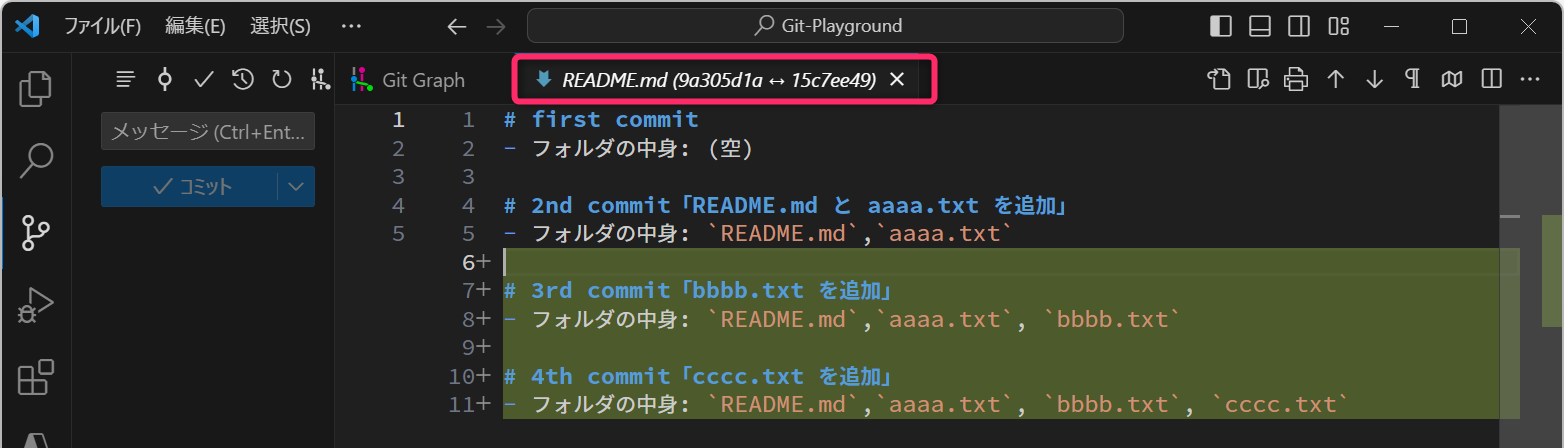 ファイル(F) 編集(E) 選択(S) ··· Git-Playground
Git Graph README.md (9a305d1a ↔ 15c7ee49)
メッセージ (Ctrl+Ent...
コミット
1 1 # first commit
2 2 - フォルダの中身: (空)
3 3
4 4 # 2nd commit「README.md と aaaa.txt を追加」
5 5 - フォルダの中身: `README.md`,`aaaa.txt`
6+
7+ # 3rd commit「bbbb.txt を追加」
8+ - フォルダの中身: `README.md`,`aaaa.txt`, `bbbb.txt`
9+
10+ # 4th commit「cccc.txt を追加」
11+ - フォルダの中身: `README.md`,`aaaa.txt`, `bbbb.txt`, `cccc.txt`